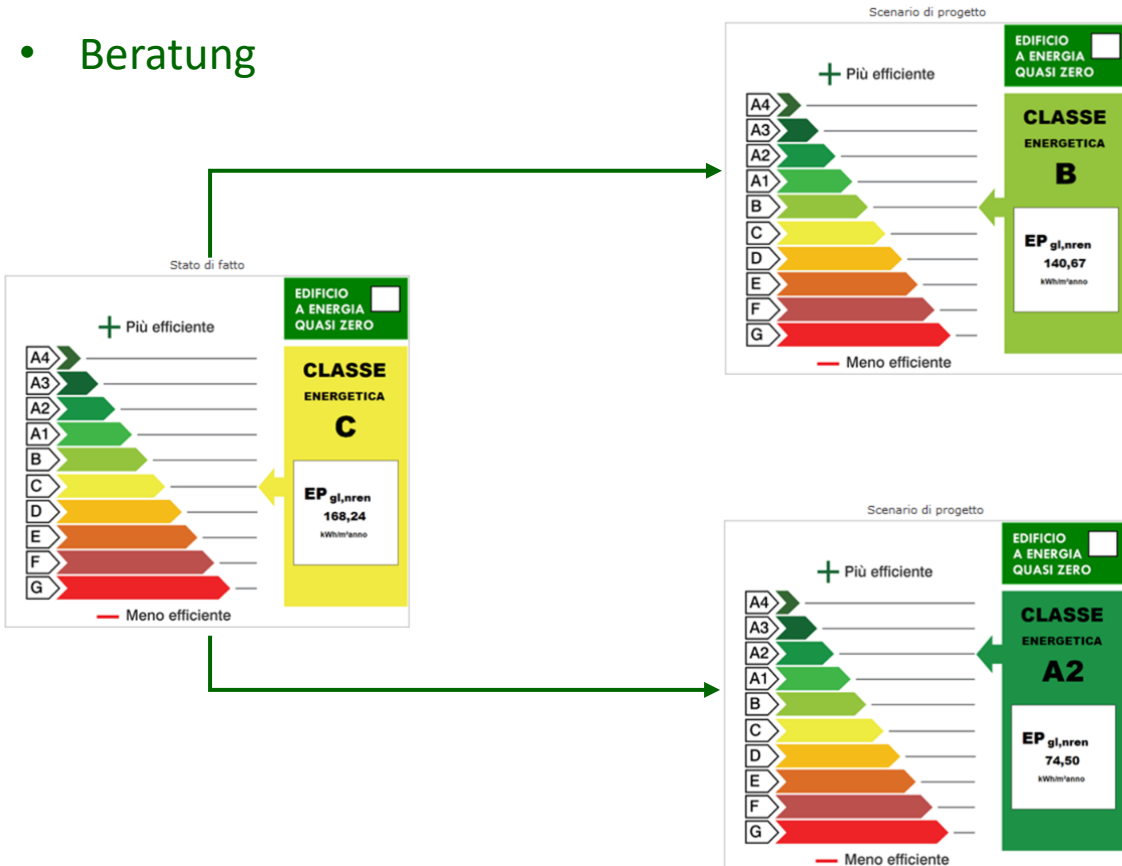 • Beratung
Stato di fatto
+ Più efficiente
EDIFICIO
A ENERGIA
QUASI ZERO
A4
A3
A2
A1
B
C
D
E
F
G
CLASSE
ENERGETICA
C
EP gl,nren
168,24
kWh/m²anno
— Meno efficiente
Scenario di progetto
+ Più efficiente
EDIFICIO
A ENERGIA
QUASI ZERO
A4
A3
A2
A1
B
C
D
E
F
G
CLASSE
ENERGETICA
B
EP gl,nren
140,67
kWh/m²anno
— Meno efficiente
Scenario di progetto
+ Più efficiente
EDIFICIO
A ENERGIA
QUASI ZERO
A4
A3
A2
A1
B
C
D
E
F
G
CLASSE
ENERGETICA
A2
EP gl,nren
74,50
kWh/m²anno
— Meno efficiente